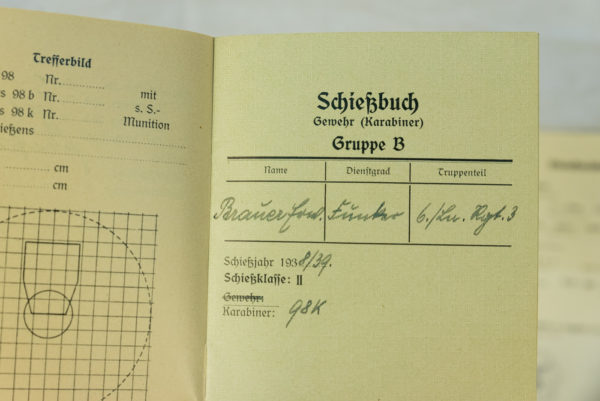 Trefferbild
98 Nr.
s 98 b Nr. mit
s 98 k Nr. s. S.-
Munition
ießens
cm
cm
Schießbuch
Gewehr (Karabiner)
Gruppe B
Name Dienstgrad Truppenteil
Brauer Erw. Funker 6./Ln. Rgt. 3
Schießjahr 1938/39.
Schießklasse: II
Gewehr:
Karabiner: 98K